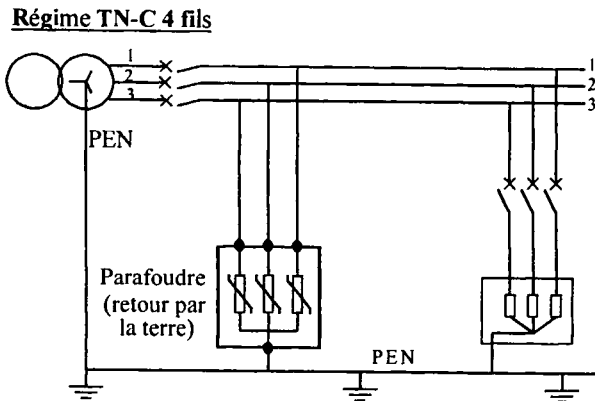 Régime TN-C 4 fils
1
2
3
1
2
3
PEN
Parafoudre
(retour par
la terre)
PEN